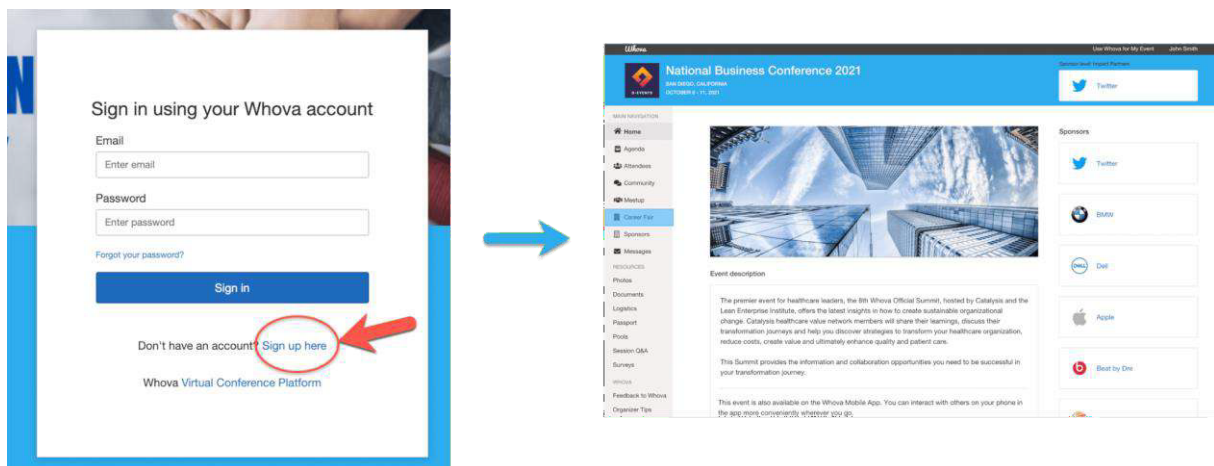 N
Sign in using your Whova account
Email
Enter email
Password
Enter password
Forgot your password?
Sign in
Don't have an account? Sign up here
Whova Virtual Conference Platform
Whova
Use Whova for My Event John Smith
National Business Conference 2021
SAN DIEGO, CALIFORNIA
OCTOBER 8 - 11, 2021
Sponsor level: Impact Partners
Twitter
MAIN NAVIGATION
Home
Agenda
Attendees
Community
Meetup
Career Fair
Sponsors
Messages
RESOURCES
Photos
Documents
Logistics
Passport
Polls
Session Q&A
Surveys
WHOVA
Feedback to Whova
Organizer Tips
Event description
The premier event for healthcare leaders, the 8th Whova Official Summit, hosted by Catalysis and the
Lean Enterprise Institute, offers the latest insights in how to create sustainable organizational
change. Catalysis healthcare value network members will share their learnings, discuss their
transformation journeys and help you discover strategies to transform your healthcare organization,
reduce costs, create value and ultimately enhance quality and patient care.
This Summit provides the information and collaboration opportunities you need to be successful in
your transformation journey.
This event is also available on the Whova Mobile App. You can interact with others on your phone in
the app more conveniently wherever you go.
Sponsors
Twitter
BMW
DELL
Dell
Apple
Beat by Dre